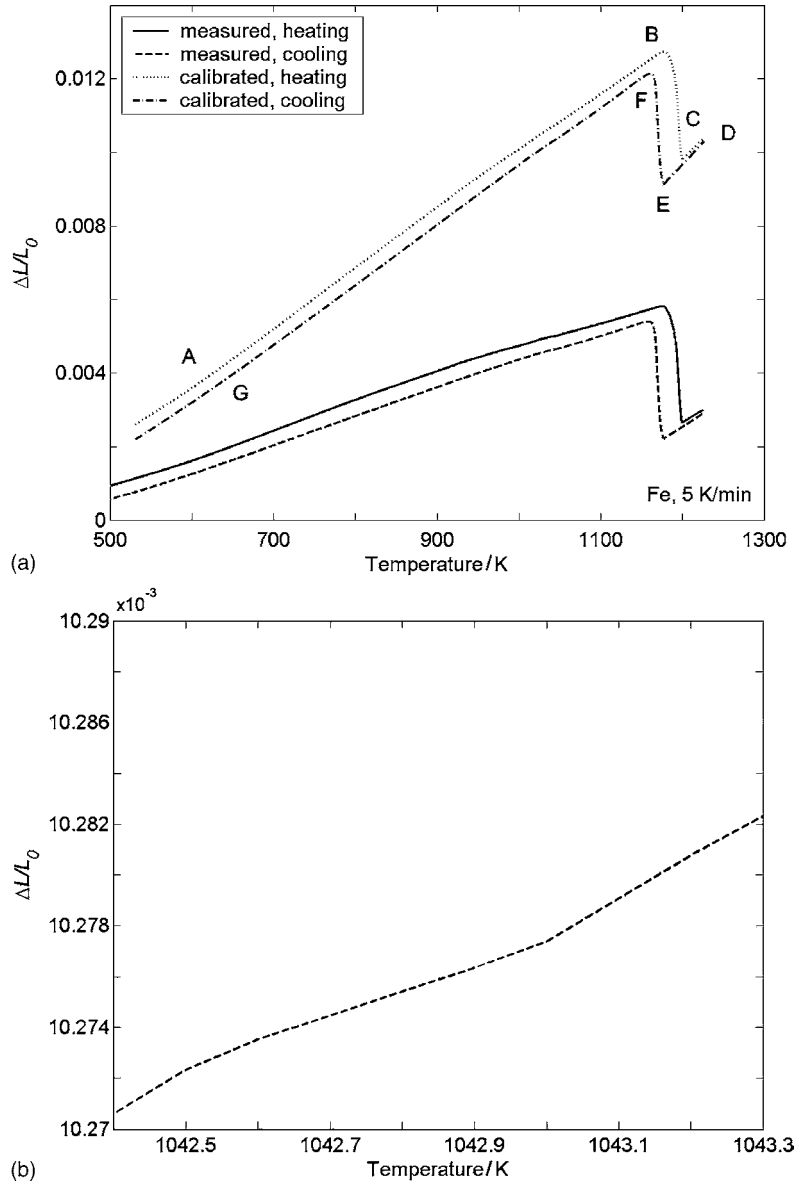 measured, heating
measured, cooling
calibrated, heating
calibrated, cooling
B
0.012
F
C
D
E
0.008
ΔL/L0
A
0.004
G
Fe, 5 K/min
0
500
700
900
1100
1300
(a)
Temperature/K
x10-3
10.29
10.286
10.282
ΔL/L0
10.278
10.274
10.27
1042.5
1042.7
1042.9
1043.1
1043.3
(b)
Temperature/K